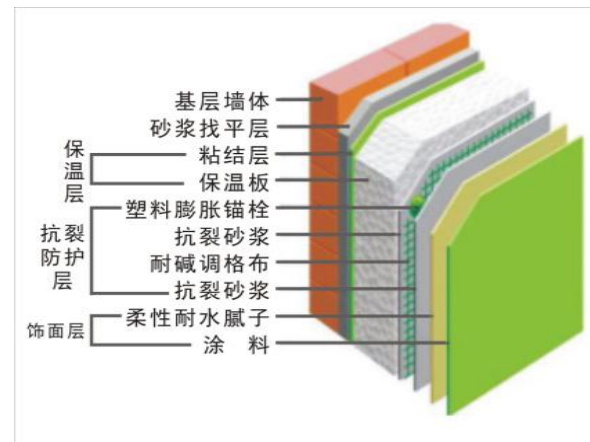 基层墙体
砂浆找平层
粘结层
保温板
塑料膨胀锚栓
抗裂砂浆
耐碱调格布
抗裂砂浆
柔性耐水腻子
涂料
保温层
抗裂防护层
饰面层